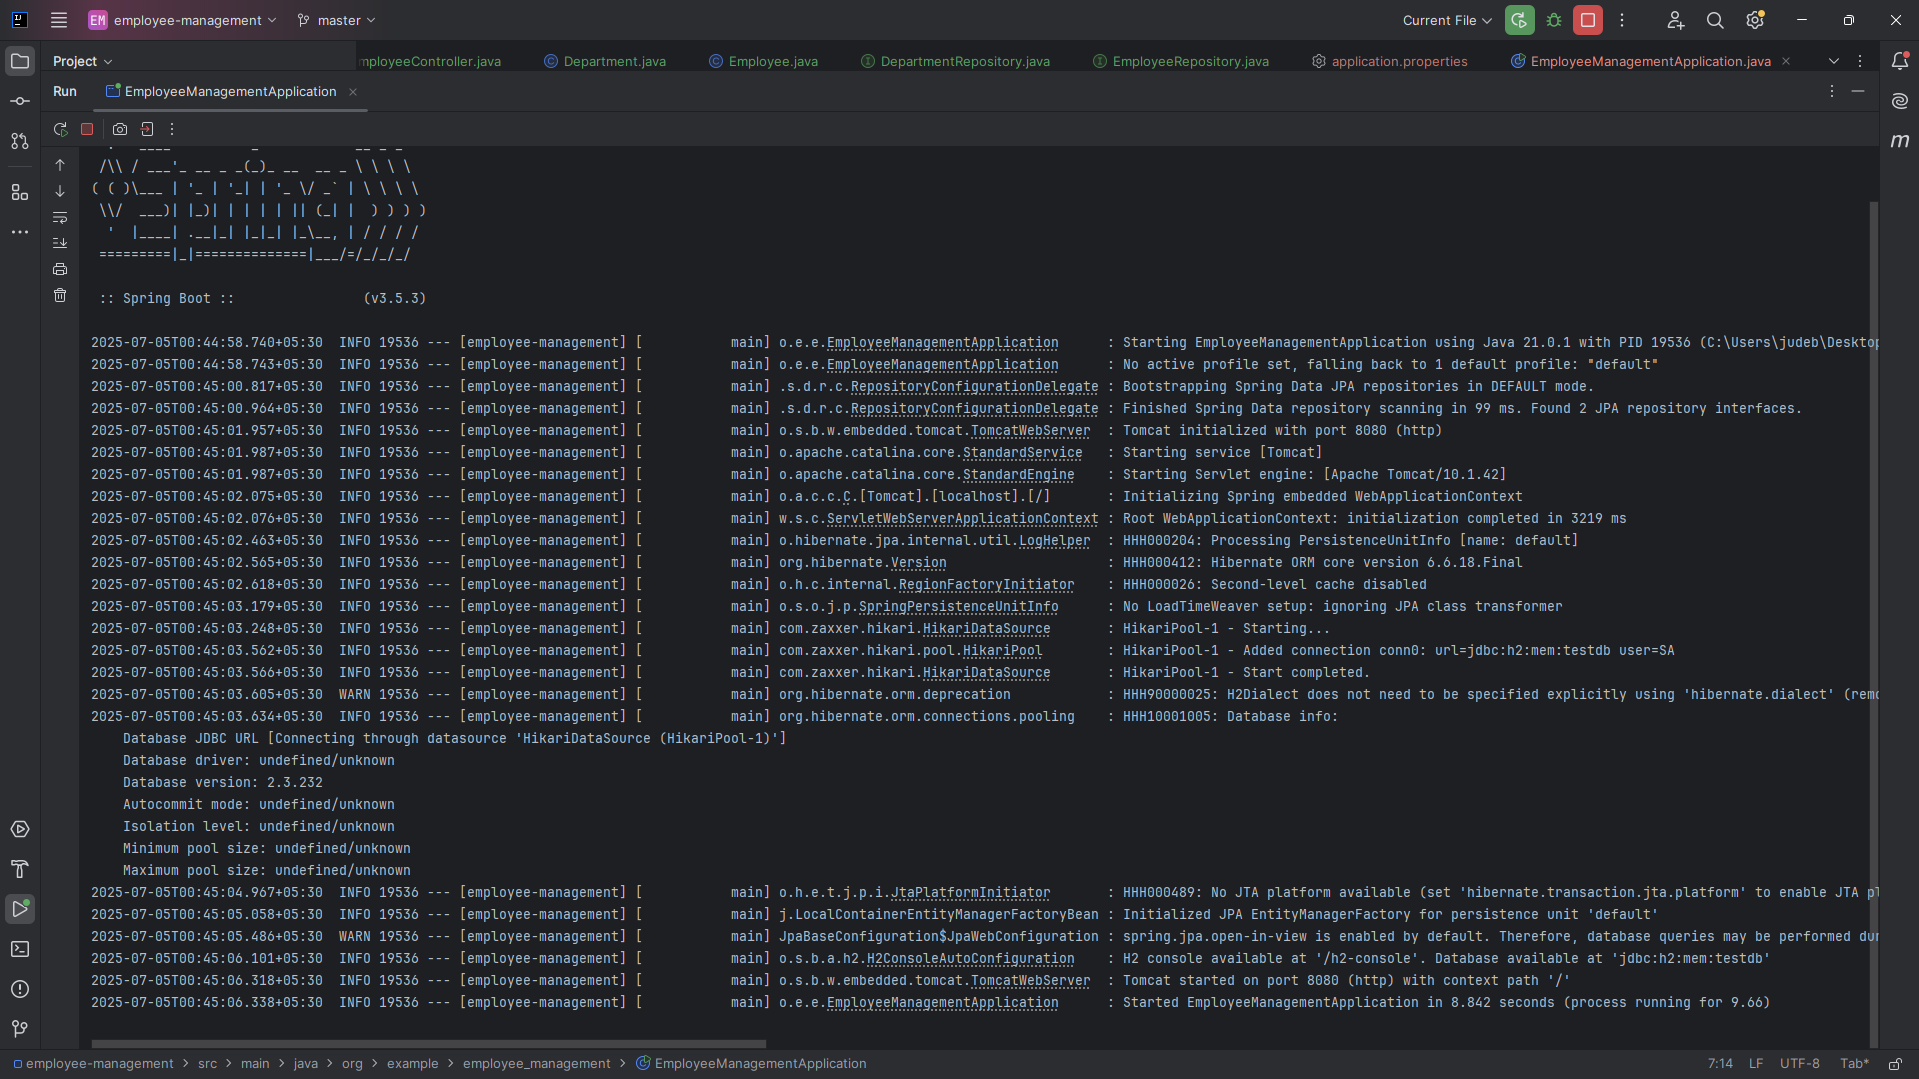 EM employee-management master Current File
Project mployeeController.java Department.java Employee.java DepartmentRepository.java EmployeeRepository.java application.properties EmployeeManagementApplication.java
Run EmployeeManagementApplication
 /\\ / ___'_ __ _ _(_)_ __  __ _ \ \ \ \
( ( )\___ | '_ | '_| | '_ \/ _` | \ \ \ \
 \\/  ___)| |_)| | | | | || (_| |  ) ) ) )
  '  |____| .__|_| |_|_| |_\__, | / / / /
 =========|_|==============|___/=/_/_/_/
 :: Spring Boot ::                (v3.5.3)
2025-07-05T00:44:58.740+05:30  INFO 19536 --- [employee-management] [           main] o.e.e.EmployeeManagementApplication      : Starting EmployeeManagementApplication using Java 21.0.1 with PID 19536 (C:\Users\judeb\Desktop
2025-07-05T00:44:58.743+05:30  INFO 19536 --- [employee-management] [           main] o.e.e.EmployeeManagementApplication      : No active profile set, falling back to 1 default profile: "default"
2025-07-05T00:45:00.817+05:30  INFO 19536 --- [employee-management] [           main] .s.d.r.c.RepositoryConfigurationDelegate : Bootstrapping Spring Data JPA repositories in DEFAULT mode.
2025-07-05T00:45:00.964+05:30  INFO 19536 --- [employee-management] [           main] .s.d.r.c.RepositoryConfigurationDelegate : Finished Spring Data repository scanning in 99 ms. Found 2 JPA repository interfaces.
2025-07-05T00:45:01.957+05:30  INFO 19536 --- [employee-management] [           main] o.s.b.w.embedded.tomcat.TomcatWebServer  : Tomcat initialized with port 8080 (http)
2025-07-05T00:45:01.987+05:30  INFO 19536 --- [employee-management] [           main] o.apache.catalina.core.StandardService   : Starting service [Tomcat]
2025-07-05T00:45:01.987+05:30  INFO 19536 --- [employee-management] [           main] o.apache.catalina.core.StandardEngine    : Starting Servlet engine: [Apache Tomcat/10.1.42]
2025-07-05T00:45:02.075+05:30  INFO 19536 --- [employee-management] [           main] o.a.c.c.C.[Tomcat].[localhost].[/]       : Initializing Spring embedded WebApplicationContext
2025-07-05T00:45:02.076+05:30  INFO 19536 --- [employee-management] [           main] w.s.c.ServletWebServerApplicationContext : Root WebApplicationContext: initialization completed in 3219 ms
2025-07-05T00:45:02.463+05:30  INFO 19536 --- [employee-management] [           main] o.hibernate.jpa.internal.util.LogHelper  : HHH000204: Processing PersistenceUnitInfo [name: default]
2025-07-05T00:45:02.565+05:30  INFO 19536 --- [employee-management] [           main] org.hibernate.Version                    : HHH000412: Hibernate ORM core version 6.6.18.Final
2025-07-05T00:45:02.618+05:30  INFO 19536 --- [employee-management] [           main] o.h.c.internal.RegionFactoryInitiator    : HHH000026: Second-level cache disabled
2025-07-05T00:45:03.179+05:30  INFO 19536 --- [employee-management] [           main] o.s.o.j.p.SpringPersistenceUnitInfo      : No LoadTimeWeaver setup: ignoring JPA class transformer
2025-07-05T00:45:03.248+05:30  INFO 19536 --- [employee-management] [           main] com.zaxxer.hikari.HikariDataSource       : HikariPool-1 - Starting...
2025-07-05T00:45:03.562+05:30  INFO 19536 --- [employee-management] [           main] com.zaxxer.hikari.pool.HikariPool        : HikariPool-1 - Added connection conn0: url=jdbc:h2:mem:testdb user=SA
2025-07-05T00:45:03.566+05:30  INFO 19536 --- [employee-management] [           main] com.zaxxer.hikari.HikariDataSource       : HikariPool-1 - Start completed.
2025-07-05T00:45:03.605+05:30  WARN 19536 --- [employee-management] [           main] org.hibernate.orm.deprecation            : HHH90000025: H2Dialect does not need to be specified explicitly using 'hibernate.dialect' (remo
2025-07-05T00:45:03.634+05:30  INFO 19536 --- [employee-management] [           main] org.hibernate.orm.connections.pooling    : HHH10001005: Database info:
    Database JDBC URL [Connecting through datasource 'HikariDataSource (HikariPool-1)']
    Database driver: undefined/unknown
    Database version: 2.3.232
    Autocommit mode: undefined/unknown
    Isolation level: undefined/unknown
    Minimum pool size: undefined/unknown
    Maximum pool size: undefined/unknown
2025-07-05T00:45:04.967+05:30  INFO 19536 --- [employee-management] [           main] o.h.e.t.j.p.i.JtaPlatformInitiator       : HHH000489: No JTA platform available (set 'hibernate.transaction.jta.platform' to enable JTA pl
2025-07-05T00:45:05.058+05:30  INFO 19536 --- [employee-management] [           main] j.LocalContainerEntityManagerFactoryBean : Initialized JPA EntityManagerFactory for persistence unit 'default'
2025-07-05T00:45:05.486+05:30  WARN 19536 --- [employee-management] [           main] JpaBaseConfiguration$JpaWebConfiguration : spring.jpa.open-in-view is enabled by default. Therefore, database queries may be performed dur
2025-07-05T00:45:06.101+05:30  INFO 19536 --- [employee-management] [           main] o.s.b.a.h2.H2ConsoleAutoConfiguration    : H2 console available at '/h2-console'. Database available at 'jdbc:h2:mem:testdb'
2025-07-05T00:45:06.318+05:30  INFO 19536 --- [employee-management] [           main] o.s.b.w.embedded.tomcat.TomcatWebServer  : Tomcat started on port 8080 (http) with context path '/'
2025-07-05T00:45:06.338+05:30  INFO 19536 --- [employee-management] [           main] o.e.e.EmployeeManagementApplication      : Started EmployeeManagementApplication in 8.842 seconds (process running for 9.66)
employee-management > src > main > java > org > example > employee_management > EmployeeManagementApplication 7:14 LF UTF-8 Tab*